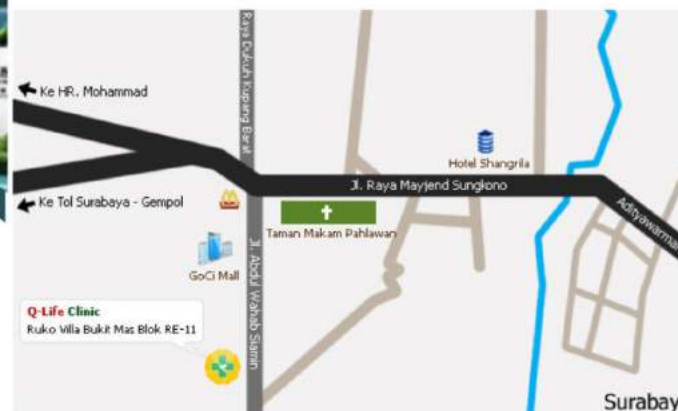 Raya Dukuh Kupang Barat
Ke HR. Mohammad
Hotel Shangrila
Jl. Raya Mayjend Sungkono
Ke Tol Surabaya - Gempol
Adityawarman
Taman Makam Pahlawan
GoCi Mall
Jl. Abdul Wahab Siamin
Q-Life Clinic
Ruko Villa Bukit Mas Blok RE-11
Surabay